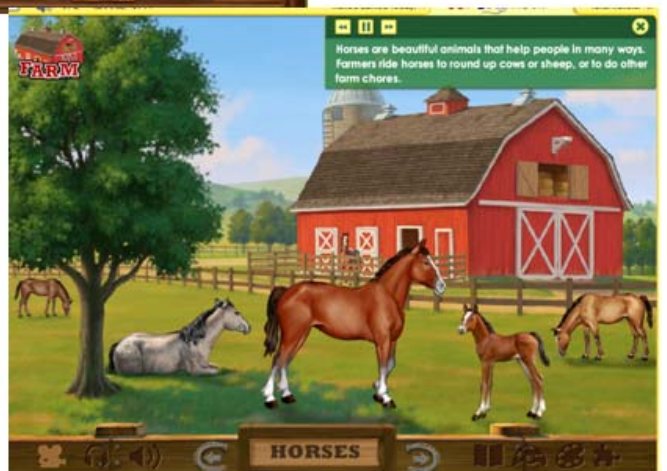 FARM
Horses are beautiful animals that help people in many ways.
Farmers ride horses to round up cows or sheep, or to do other
farm chores.
HORSES